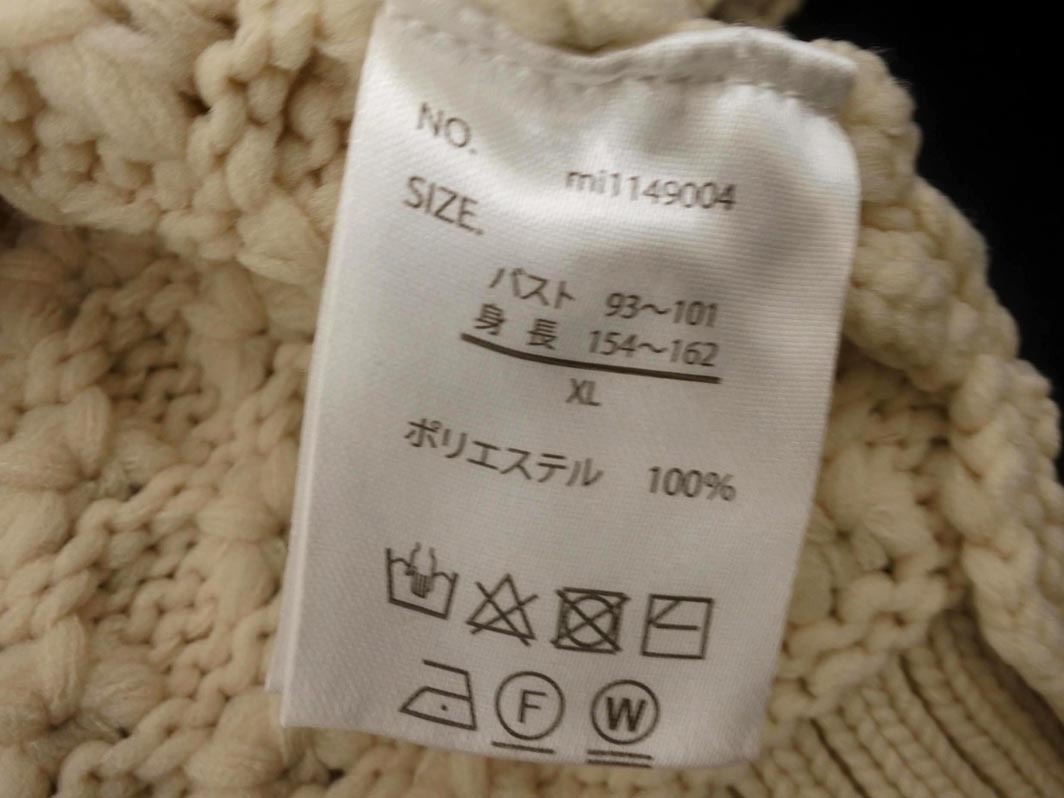 NO.
mi1149004
SIZE.
バスト 93～101
身 長 154～162
XL
ポリエステル 100%
F W